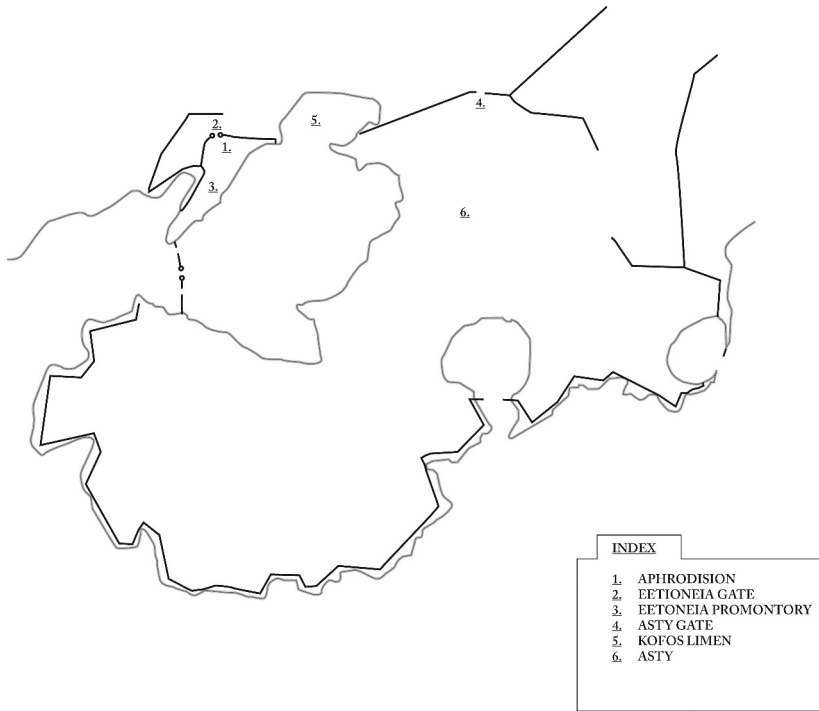 5.
4.
2.
1.
3.
6.
INDEX
1. APHRODISION
2. EETIONEIA GATE
3. EETONEIA PROMONTORY
4. ASTY GATE
5. KOFOS LIMEN
6. ASTY